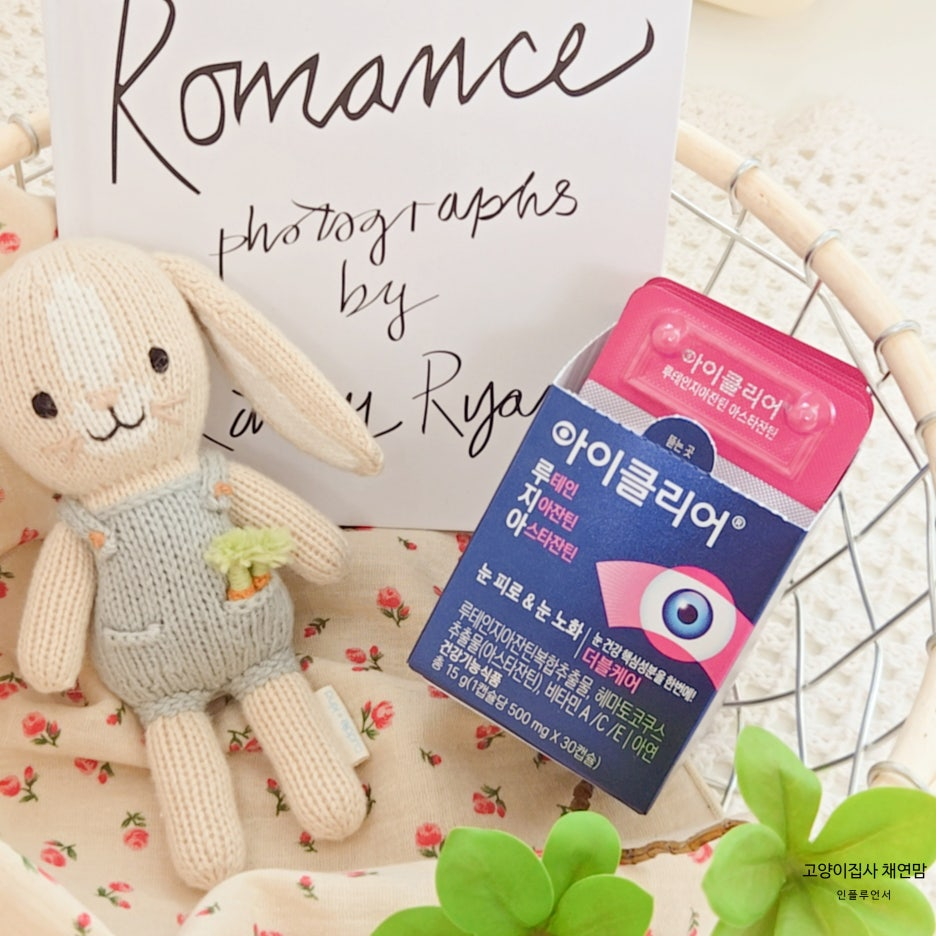 Romance
photographs
by
Ryan
아이클리어
루테인지아잔틴 아스타잔틴
뜯는 곳
아이클리어®
루테인
지아잔틴
아스타잔틴
눈 피로 & 눈 노화
눈 건강 핵심성분을 한번에!
더블케어
루테인지아잔틴복합추출물, 헤마토코쿠스
추출물(아스타잔틴), 비타민 A /C /E | 아연
건강기능식품
총 15 g(1캡슐당 500 mg X 30캡슐)
고양이집사 채연맘
인플루언서